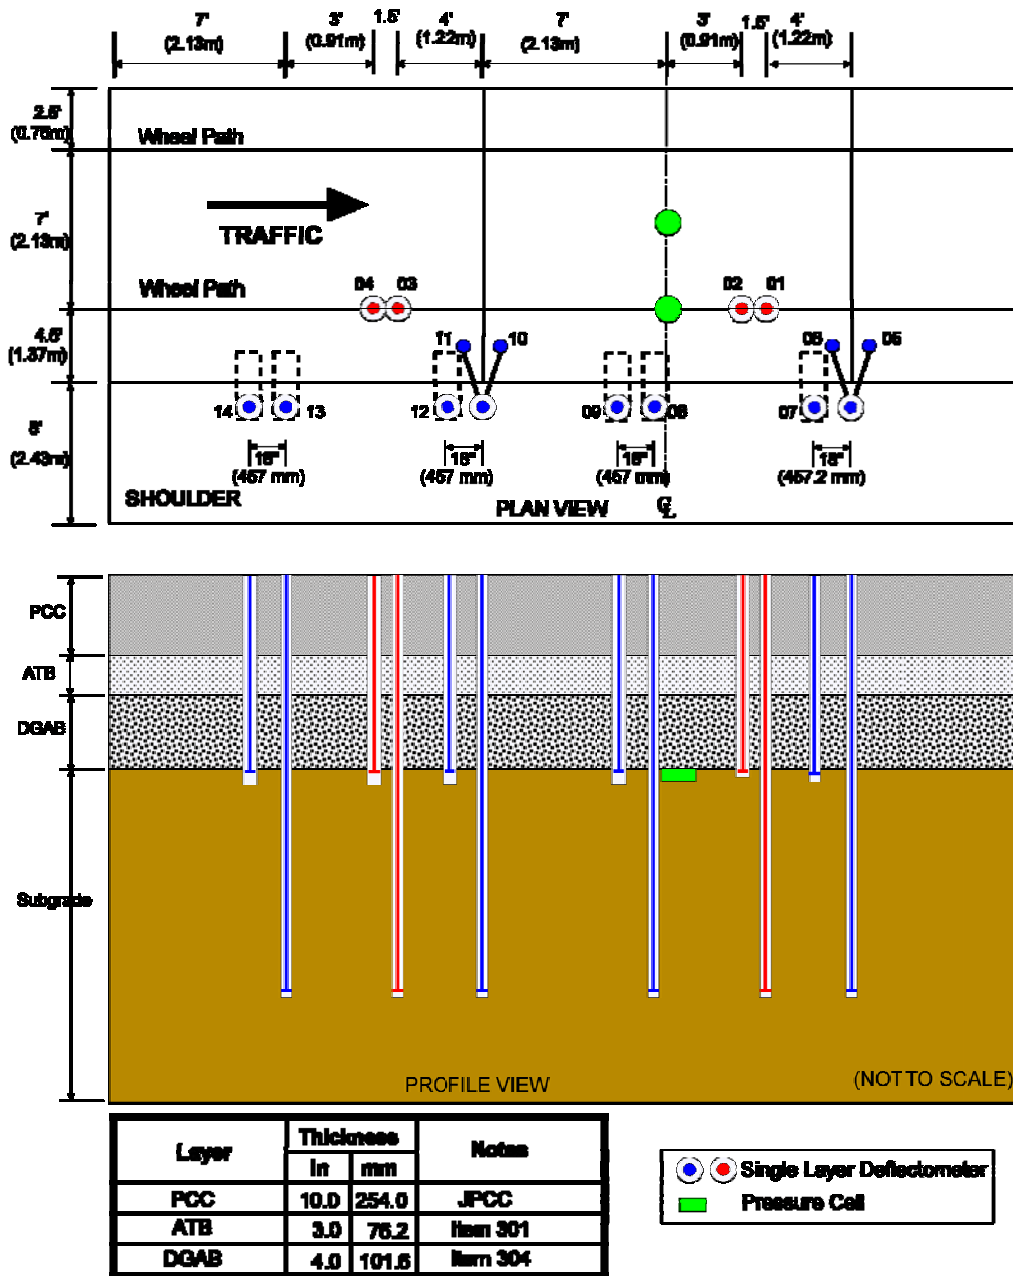 7' 3' 1.5' 4' 7' 3' 1.5' 4'
(2.13m) (0.91m) (1.22m) (2.13m) (0.91m) (1.22m)
2.5'
(0.76m)
Wheel Path
7'
(2.13m)
TRAFFIC
Wheel Path
04 03 02 01
4.5'
(1.37m)
11 10 06 05
14 13 12 09 08 07
8'
(2.43m)
18" 18" 18" 18"
(457 mm) (457 mm) (457 mm) (457.2 mm)
SHOULDER
PLAN VIEW
PCC
ATB
DGAB
Subgrade
PROFILE VIEW
(NOT TO SCALE)
Layer Thickness Notes
in mm
PCC 10.0 254.0 JPCC
ATB 3.0 76.2 Item 301
DGAB 4.0 101.6 Item 304
Single Layer Deflectometer
Pressure Cell